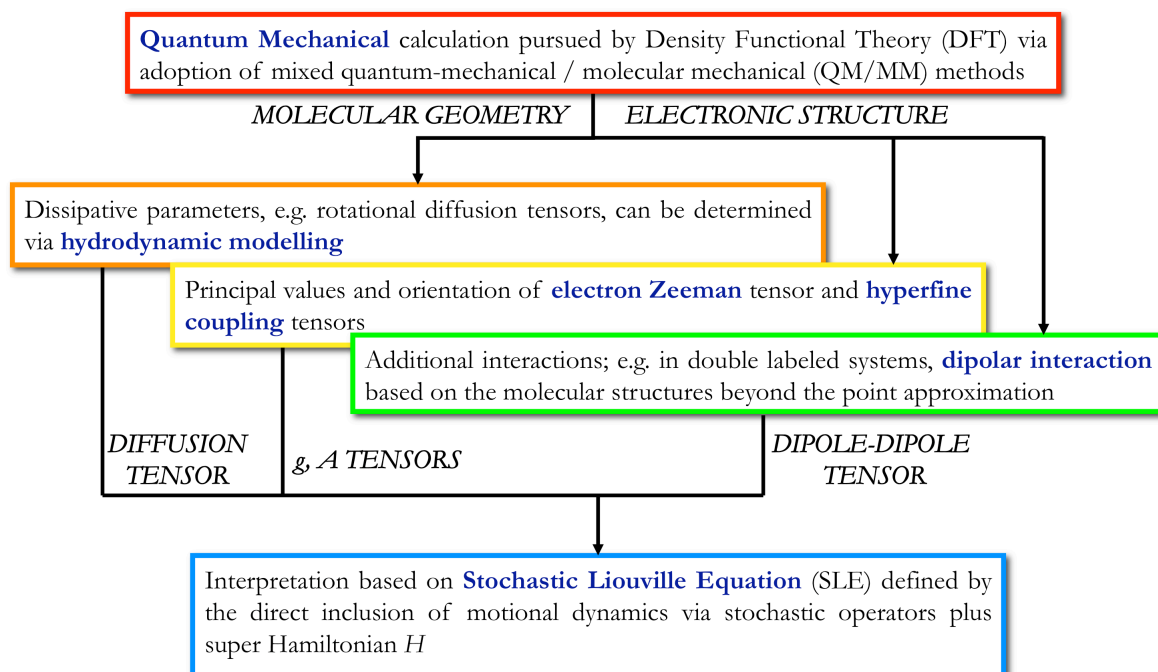 Quantum Mechanical calculation pursued by Density Functional Theory (DFT) via
adoption of mixed quantum-mechanical / molecular mechanical (QM/MM) methods
MOLECULAR GEOMETRY
ELECTRONIC STRUCTURE
Dissipative parameters, e.g. rotational diffusion tensors, can be determined
via hydrodynamic modelling
Principal values and orientation of electron Zeeman tensor and hyperfine
coupling tensors
Additional interactions; e.g. in double labeled systems, dipolar interaction
based on the molecular structures beyond the point approximation
DIFFUSION
TENSOR
g, A TENSORS
DIPOLE-DIPOLE
TENSOR
Interpretation based on Stochastic Liouville Equation (SLE) defined by
the direct inclusion of motional dynamics via stochastic operators plus
super Hamiltonian H